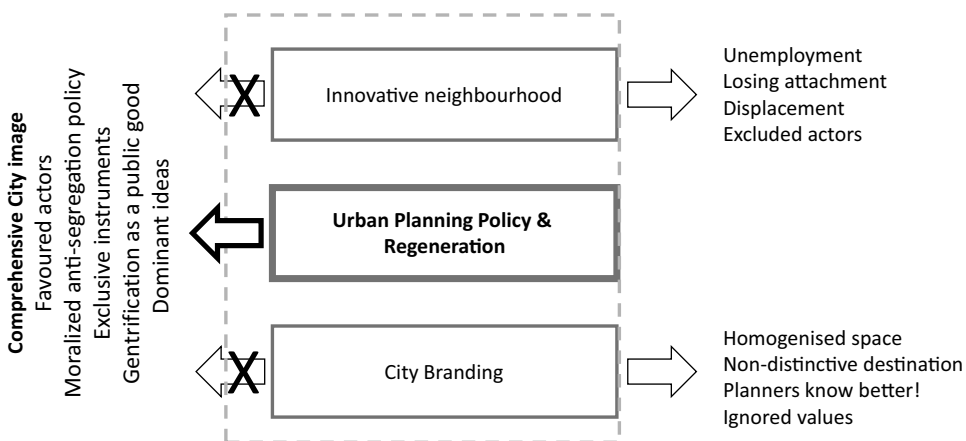 Comprehensive City image
Favoured actors
Moralized anti-segregation policy
Exclusive instruments
Gentrification as a public good
Dominant ideas
X
Innovative neighbourhood
Unemployment
Losing attachment
Displacement
Excluded actors
Urban Planning Policy &
Regeneration
X
City Branding
Homogenised space
Non-distinctive destination
Planners know better!
Ignored values